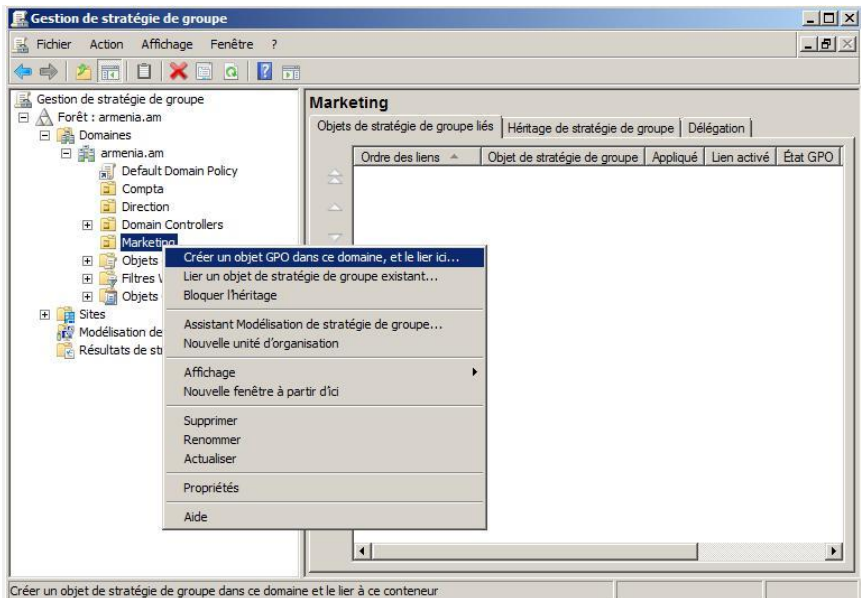 Gestion de stratégie de groupe
Fichier Action Affichage Fenêtre ?
Gestion de stratégie de groupe
Forêt : armenia.am
Domaines
armenia.am
Default Domain Policy
Compta
Direction
Domain Controllers
Marketing
Objets
Filtres
Objets
Sites
Modélisation de
Résultats de
Marketing
Objets de stratégie de groupe liés Héritage de stratégie de groupe Délégation
Ordre des liens Objet de stratégie de groupe Appliqué Lien activé État GPO
Créer un objet GPO dans ce domaine, et le lier ici...
Lier un objet de stratégie de groupe existant...
Bloquer l'héritage
Assistant Modélisation de stratégie de groupe...
Nouvelle unité d'organisation
Affichage
Nouvelle fenêtre à partir d'ici
Supprimer
Renommer
Actualiser
Propriétés
Aide
Créer un objet de stratégie de groupe dans ce domaine et le lier à ce conteneur